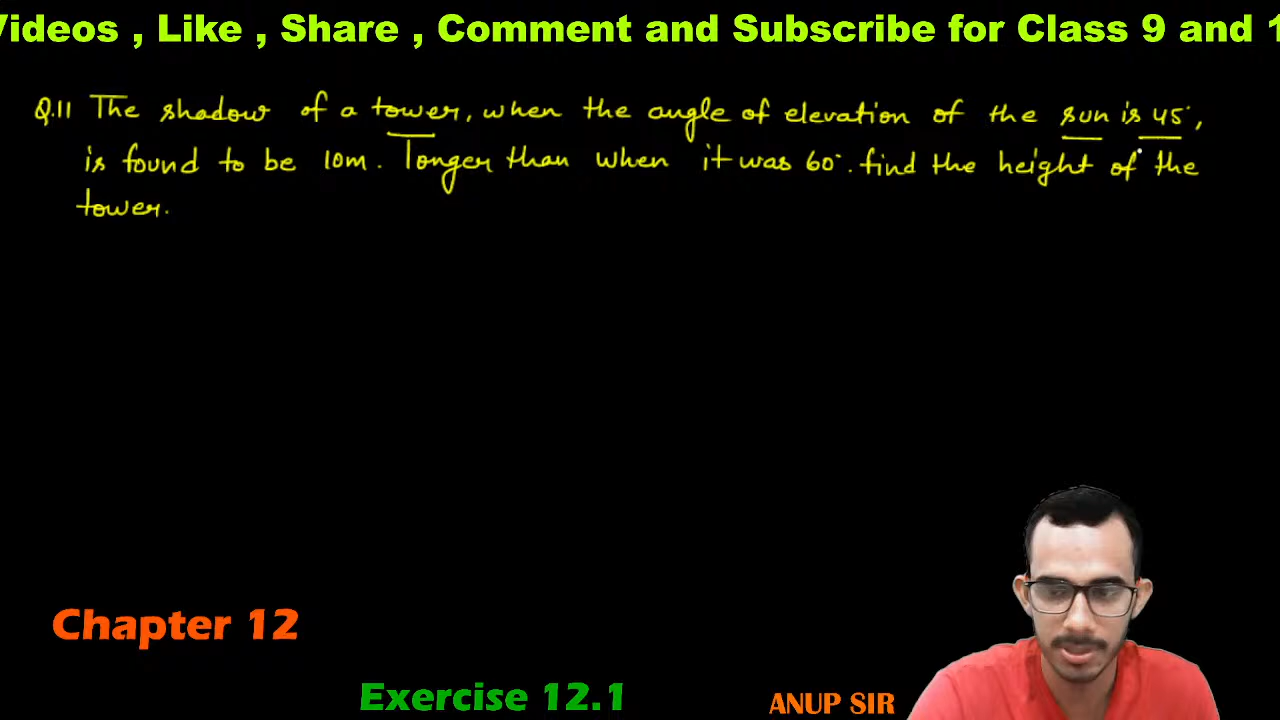 Videos , Like , Share , Comment and Subscribe for Class 9 and 1
Q.11 The shadow of a tower, when the angle of elevation of the sun is 45°,
is found to be 10m. longer than when it was 60°. find the height of the
tower.
Chapter 12
Exercise 12.1
ANUP SIR